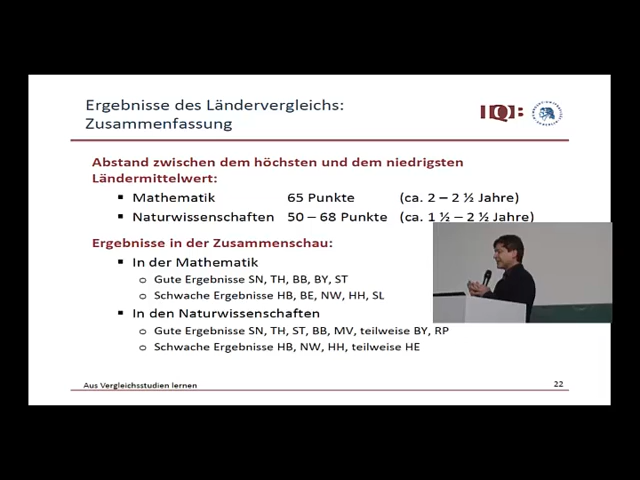 Ergebnisse des Ländervergleichs:
Zusammenfassung
IQB
Abstand zwischen dem höchsten und dem niedrigsten
Ländermittelwert:
▪ Mathematik 65 Punkte (ca. 2 – 2 ½ Jahre)
▪ Naturwissenschaften 50 – 68 Punkte (ca. 1 ½ – 2 ½ Jahre)
Ergebnisse in der Zusammenschau:
▪ In der Mathematik
o Gute Ergebnisse SN, TH, BB, BY, ST
o Schwache Ergebnisse HB, BE, NW, HH, SL
▪ In den Naturwissenschaften
o Gute Ergebnisse SN, TH, ST, BB, MV, teilweise BY, RP
o Schwache Ergebnisse HB, NW, HH, teilweise HE
Aus Vergleichsstudien lernen
22